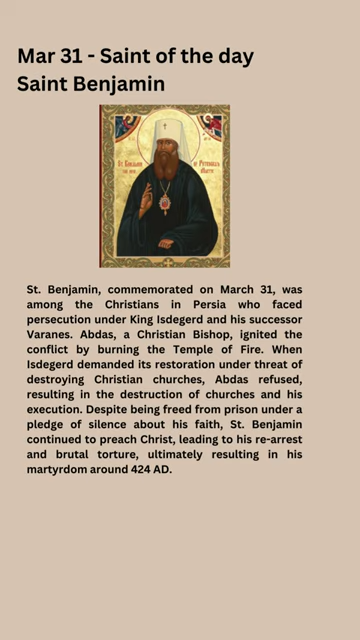 Mar 31 - Saint of the day
Saint Benjamin
St. Benjamin, commemorated on March 31, was
among the Christians in Persia who faced
persecution under King Isdegerd and his successor
Varanes. Abdas, a Christian Bishop, ignited the
conflict by burning the Temple of Fire. When
Isdegerd demanded its restoration under threat of
destroying Christian churches, Abdas refused,
resulting in the destruction of churches and his
execution. Despite being freed from prison under a
pledge of silence about his faith, St. Benjamin
continued to preach Christ, leading to his re-arrest
and brutal torture, ultimately resulting in his
martyrdom around 424 AD.